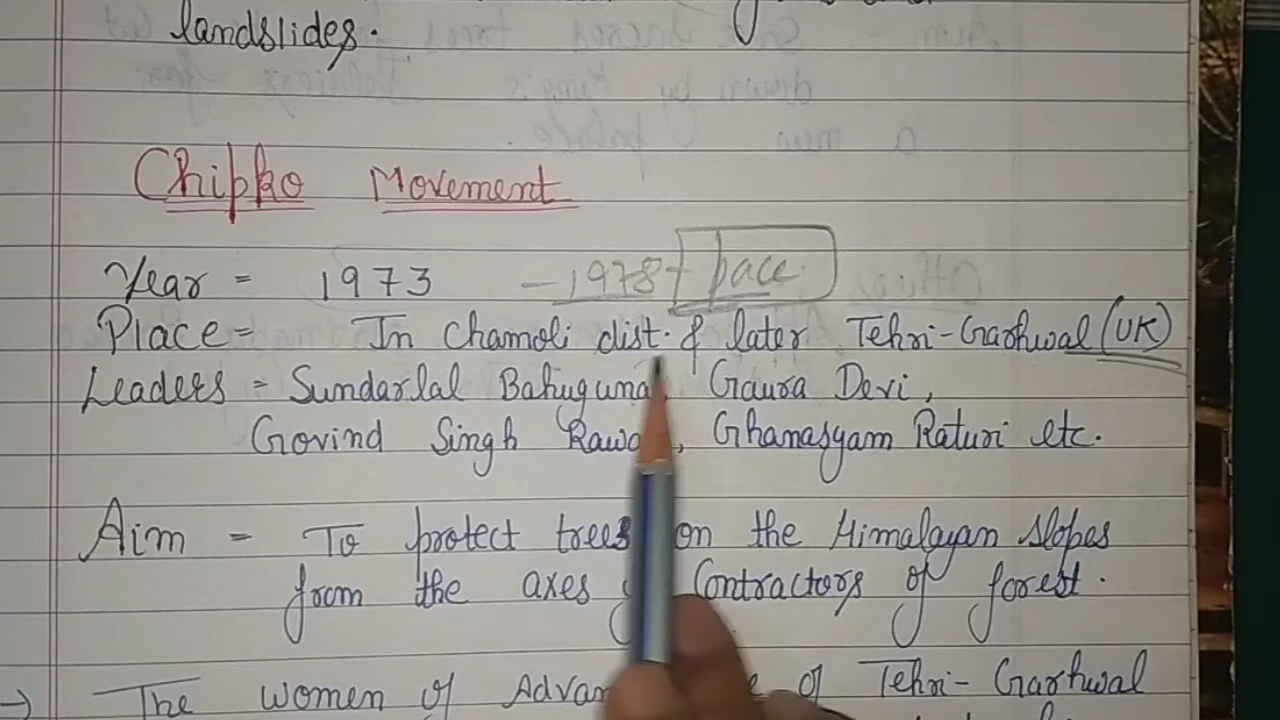 landslides.
Chipko Movement
Year = 1973 - 1978 - pace
Place = In Chamoli dist. & later Tehri-Garhwal (UK)
Leaders = Sundarlal Bahuguna, Gaura Devi,
Govind Singh , Ghanasyam Raturi etc.
Aim = To protect trees on the Himalayan slopes
from the axes Contractors of forest.
→ The women of of Tehri-Garhwal